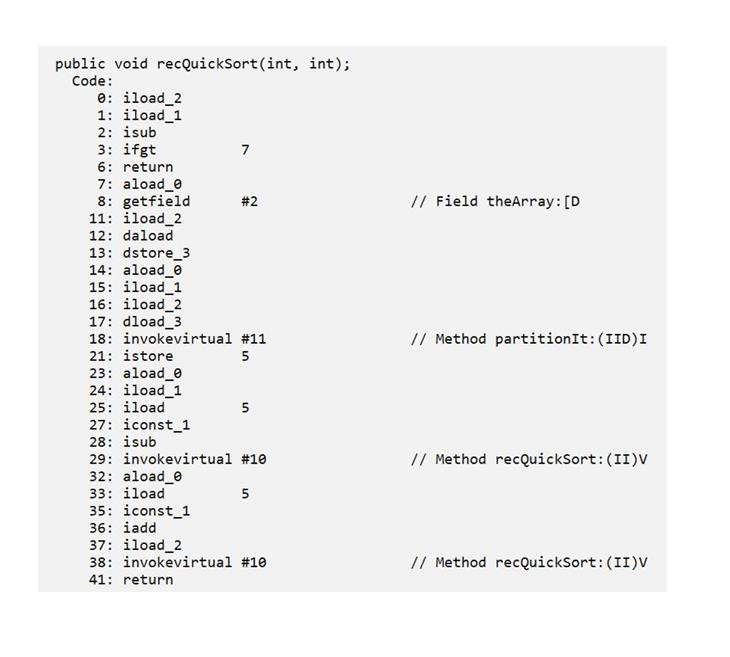 public void recQuickSort(int, int);
Code:
0: iload_2
1: iload_1
2: isub
3: ifgt 7
6: return
7: aload_0
8: getfield #2 // Field theArray:[D
11: iload_2
12: daload
13: dstore_3
14: aload_0
15: iload_1
16: iload_2
17: dload_3
18: invokevirtual #11 // Method partitionIt:(IID)I
21: istore 5
23: aload_0
24: iload_1
25: iload 5
27: iconst_1
28: isub
29: invokevirtual #10 // Method recQuickSort:(II)V
32: aload_0
33: iload 5
35: iconst_1
36: iadd
37: iload_2
38: invokevirtual #10 // Method recQuickSort:(II)V
41: return